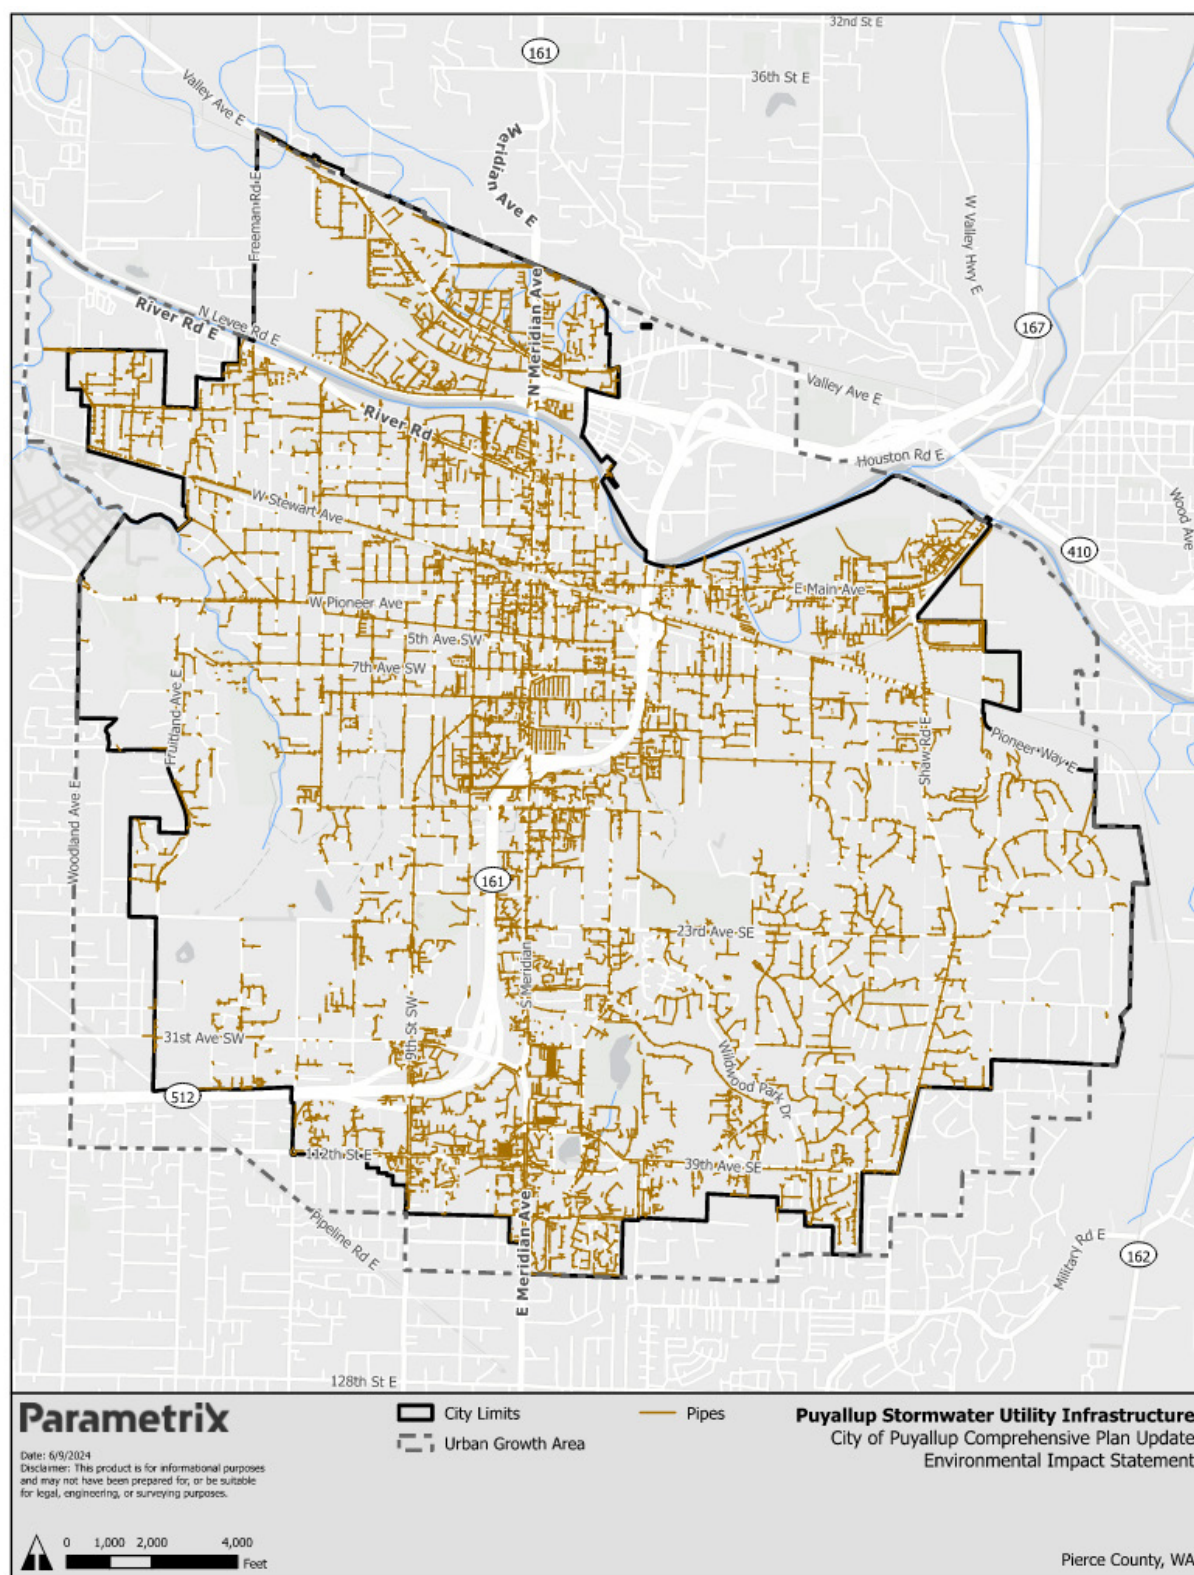 32nd St E
161
36th St E
Valley Ave E
Meridian Ave E
Freeman Rd E
W Valley Hwy E
N Meridian Ave
N Levee Rd E
River Rd E
167
Valley Ave E
River Rd
Houston Rd E
W Stewart Ave
Wood Ave
410
E Main Ave
W Pioneer Ave
5th Ave SW
7th Ave SW
Fruitland Ave E
Shaw Rd E
Pioneer Way E
Woodland Ave E
161
23rd Ave SE
S Meridian
9th St SW
31st Ave SW
Wildwood Park Dr
512
112th St E
39th Ave SE
Pipeline Rd E
E Meridian Ave
Military Rd E
162
128th St E
Parametrix
Date: 6/9/2024
Disclaimer: This product is for informational purposes
and may not have been prepared for, or be suitable
for legal, engineering, or surveying purposes.
0 1,000 2,000 4,000
Feet
City Limits
Urban Growth Area
Pipes
Puyallup Stormwater Utility Infrastructure
City of Puyallup Comprehensive Plan Update
Environmental Impact Statement
Pierce County, WA